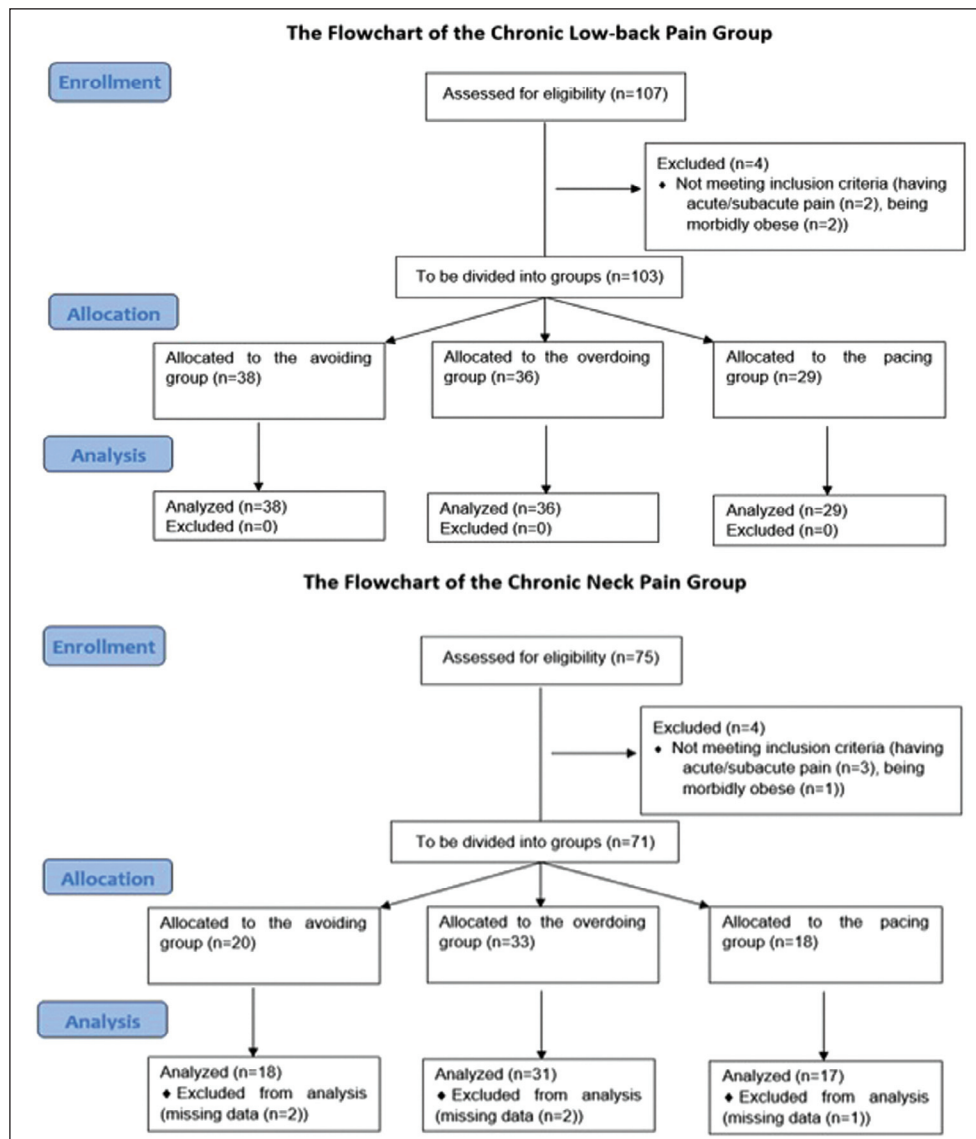 The Flowchart of the Chronic Low-back Pain Group
Enrollment
Assessed for eligibility (n=107)
Excluded (n=4)
♦ Not meeting inclusion criteria (having
acute/subacute pain (n=2), being
morbidly obese (n=2))
To be divided into groups (n=103)
Allocation
Allocated to the avoiding
group (n=38)
Allocated to the overdoing
group (n=36)
Allocated to the pacing
group (n=29)
Analysis
Analyzed (n=38)
Excluded (n=0)
Analyzed (n=36)
Excluded (n=0)
Analyzed (n=29)
Excluded (n=0)
The Flowchart of the Chronic Neck Pain Group
Enrollment
Assessed for eligibility (n=75)
Excluded (n=4)
♦ Not meeting inclusion criteria (having
acute/subacute pain (n=3), being
morbidly obese (n=1))
To be divided into groups (n=71)
Allocation
Allocated to the avoiding
group (n=20)
Allocated to the overdoing
group (n=33)
Allocated to the pacing
group (n=18)
Analysis
Analyzed (n=18)
♦ Excluded from analysis
(missing data (n=2))
Analyzed (n=31)
♦ Excluded from analysis
(missing data (n=2))
Analyzed (n=17)
♦ Excluded from analysis
(missing data (n=1))